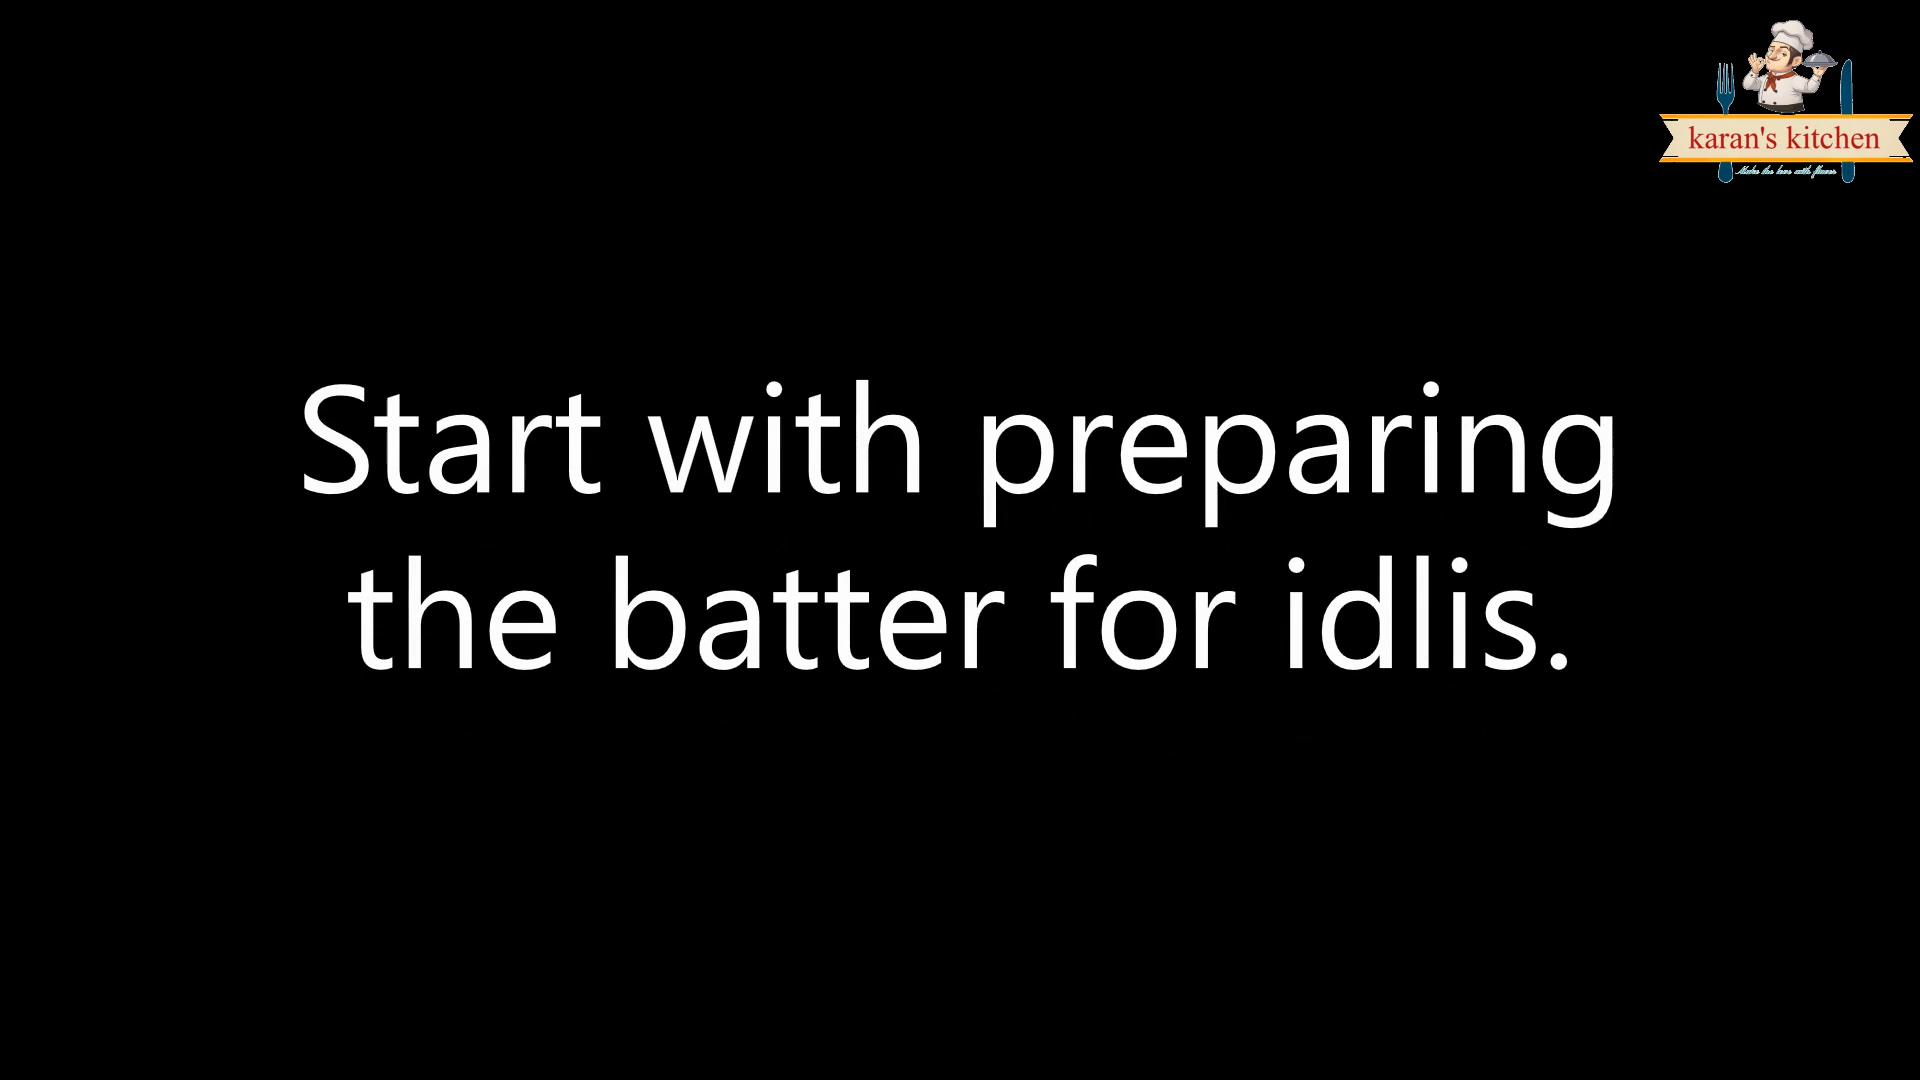 karan's kitchen
Start with preparing
the batter for idlis.